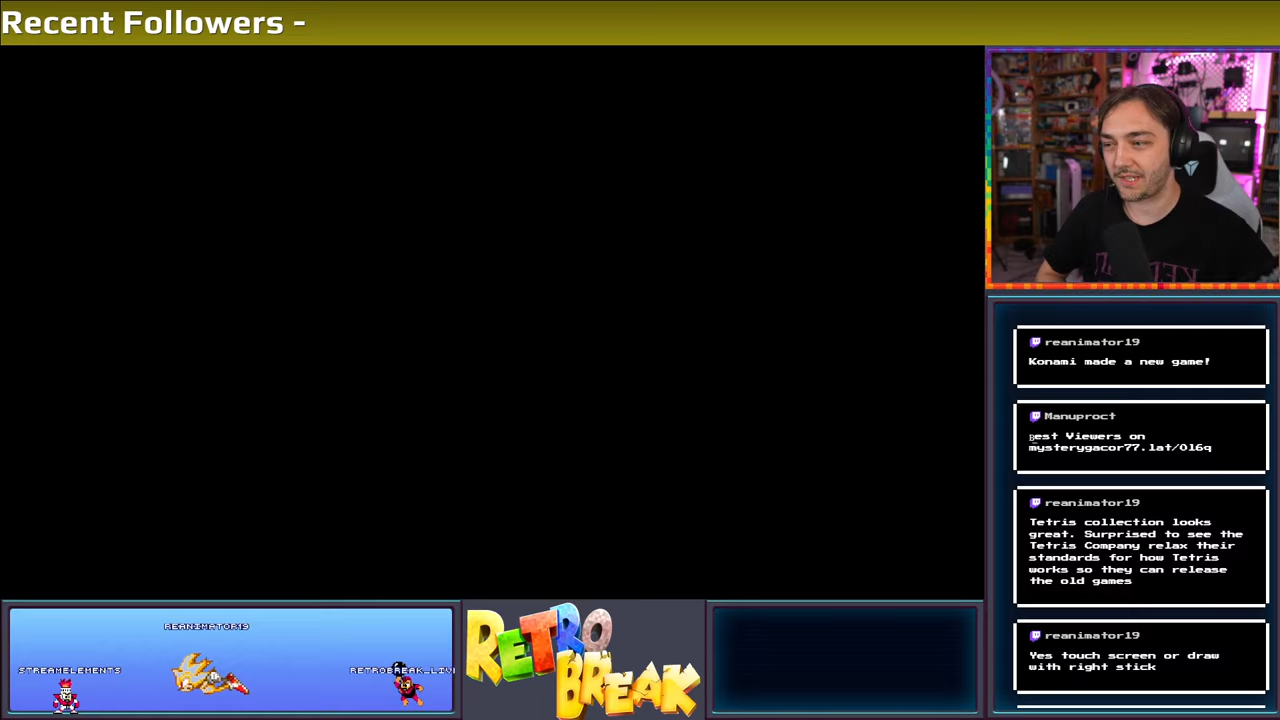 Recent Followers -
reanimator19
Konami made a new game!
Manuproct
Best Viewers on
mysterygacor77.lat/Ol6q
reanimator19
Tetris collection looks
great. Surprised to see the
Tetris Company relax their
standards for how Tetris
works so they can release
the old games
reanimator19
Yes touch screen or draw
with right stick
REANIMATOR19
STREAMELEMENTS
RETROBREAK_LIVE
RETRO
BREAK